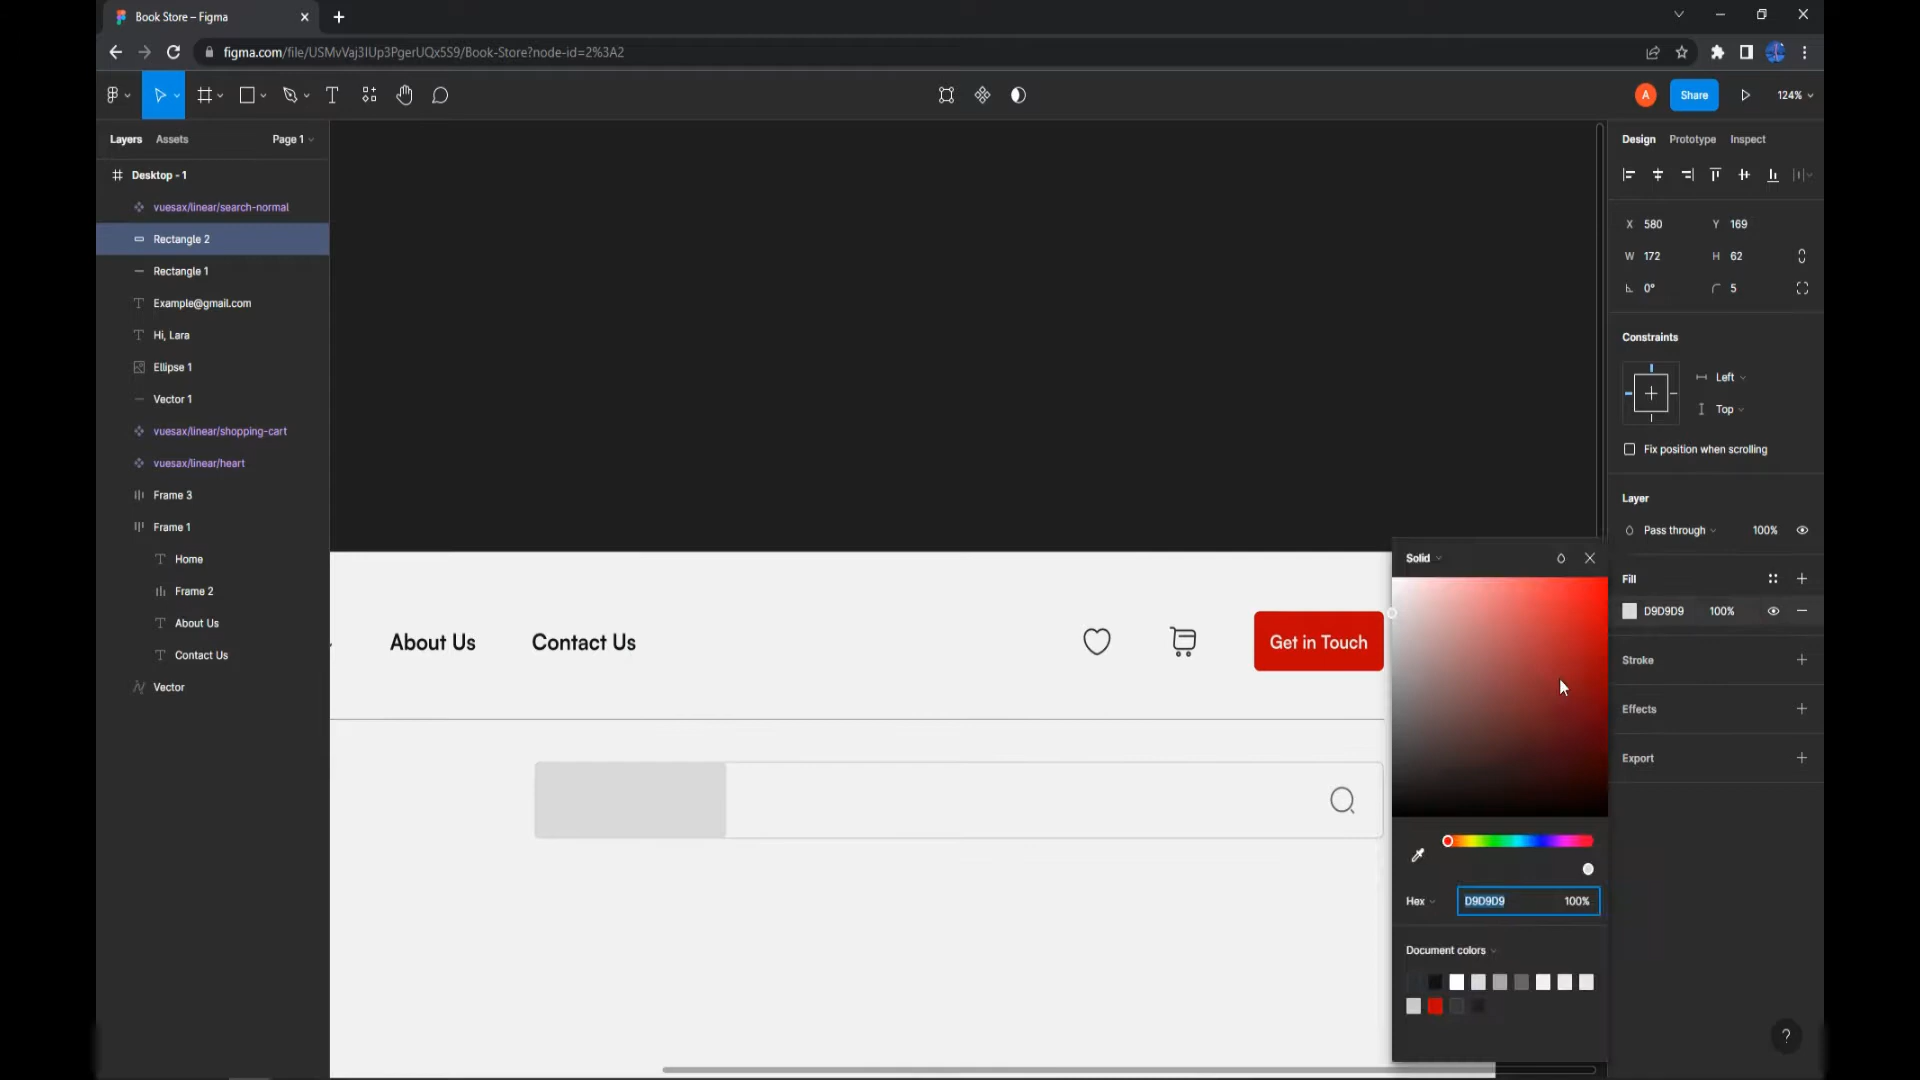 Book Store – Figma
figma.com/file/USMvVaj3IUp3PgerUQx5S9/Book-Store?node-id=2%3A2
A
Share
124%
Layers
Assets
Page 1
Design
Prototype
Inspect
Desktop - 1
vuesax/linear/search-normal
Rectangle 2
Rectangle 1
Example@gmail.com
Hi, Lara
Ellipse 1
Vector 1
vuesax/linear/shopping-cart
vuesax/linear/heart
Frame 3
Frame 1
Home
Frame 2
About Us
Contact Us
Vector
About Us
Contact Us
Get in Touch
Solid
Hex
D9D9D9
100%
Document colors
X 580
Y 169
W 172
H 62
0°
5
Constraints
Left
Top
Fix position when scrolling
Layer
Pass through
100%
Fill
D9D9D9
100%
Stroke
Effects
Export
?